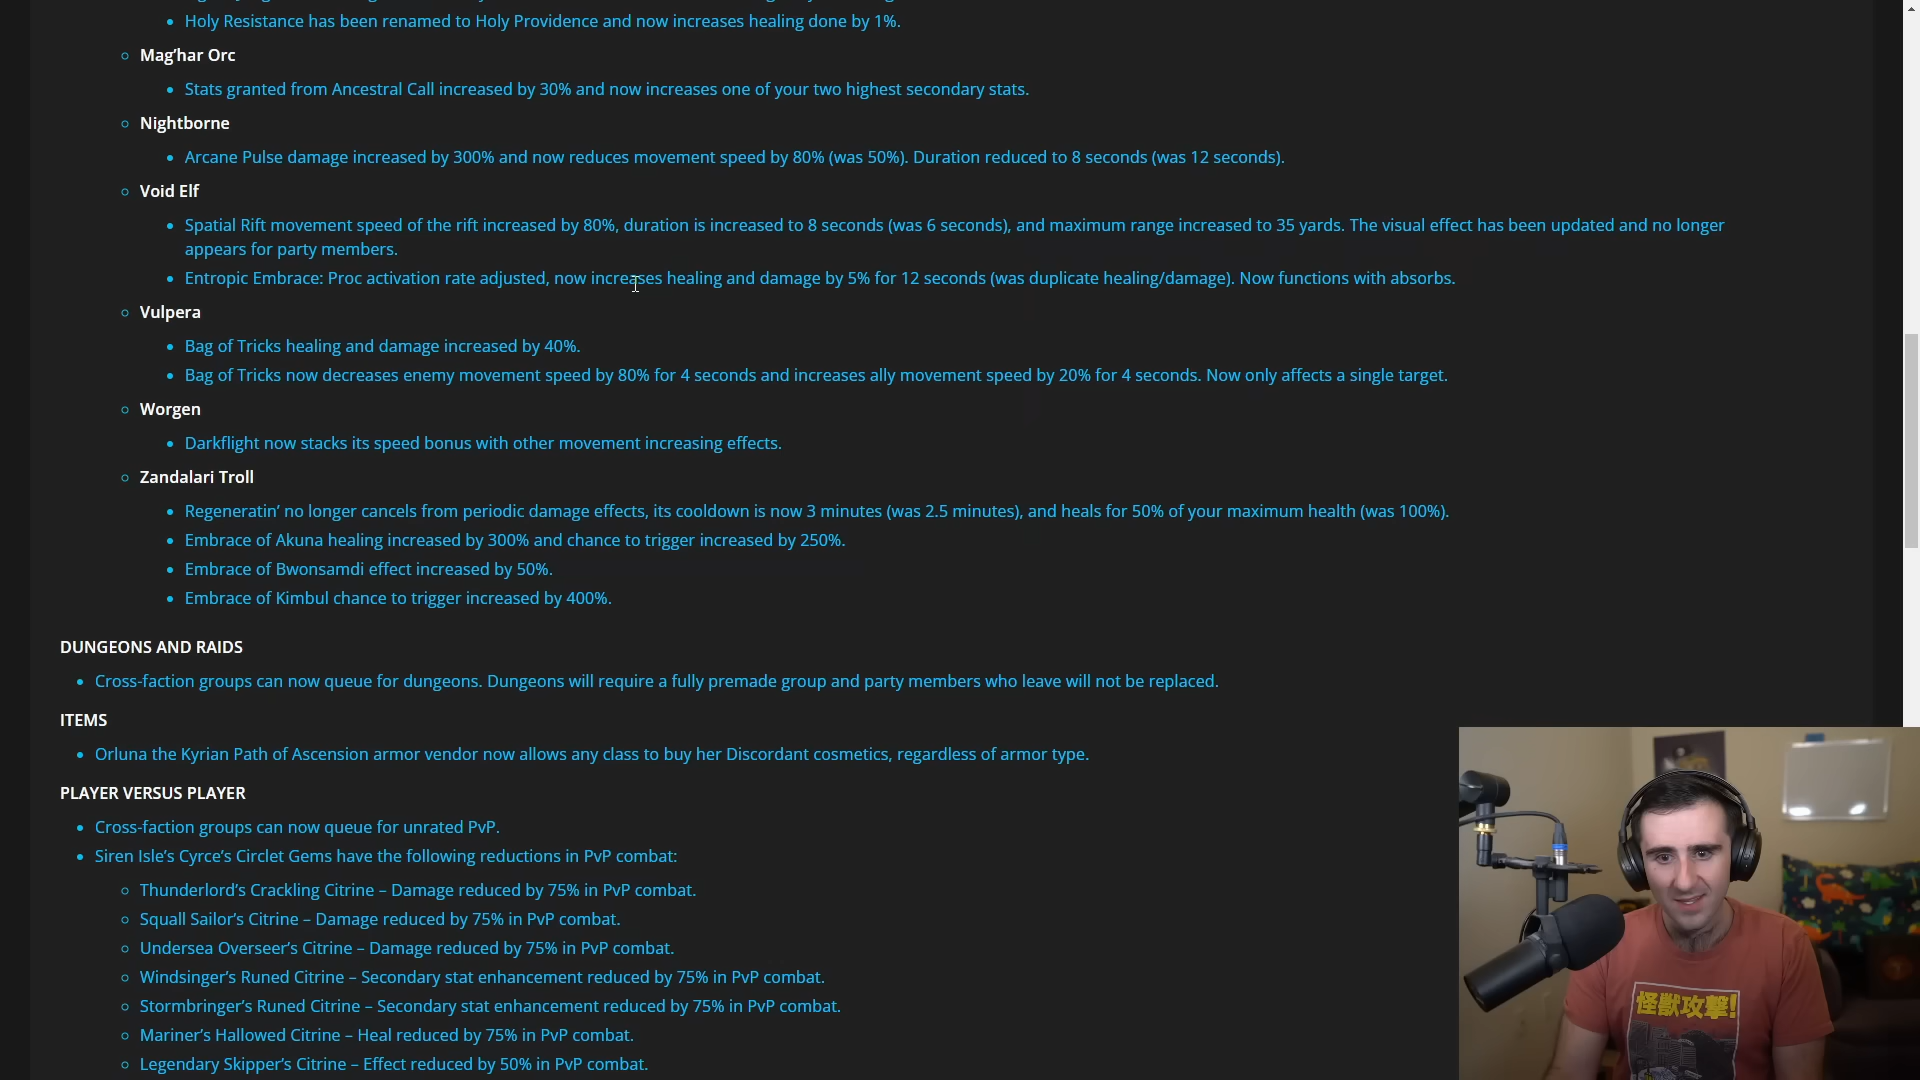 Holy Resistance has been renamed to Holy Providence and now increases healing done by 1%.
Mag'har Orc
Stats granted from Ancestral Call increased by 30% and now increases one of your two highest secondary stats.
Nightborne
Arcane Pulse damage increased by 300% and now reduces movement speed by 80% (was 50%). Duration reduced to 8 seconds (was 12 seconds).
Void Elf
Spatial Rift movement speed of the rift increased by 80%, duration is increased to 8 seconds (was 6 seconds), and maximum range increased to 35 yards. The visual effect has been updated and no longer
appears for party members.
Entropic Embrace: Proc activation rate adjusted, now increases healing and damage by 5% for 12 seconds (was duplicate healing/damage). Now functions with absorbs.
Vulpera
Bag of Tricks healing and damage increased by 40%.
Bag of Tricks now decreases enemy movement speed by 80% for 4 seconds and increases ally movement speed by 20% for 4 seconds. Now only affects a single target.
Worgen
Darkflight now stacks its speed bonus with other movement increasing effects.
Zandalari Troll
Regeneratin’ no longer cancels from periodic damage effects, its cooldown is now 3 minutes (was 2.5 minutes), and heals for 50% of your maximum health (was 100%).
Embrace of Akuna healing increased by 300% and chance to trigger increased by 250%.
Embrace of Bwonsamdi effect increased by 50%.
Embrace of Kimbul chance to trigger increased by 400%.
DUNGEONS AND RAIDS
Cross-faction groups can now queue for dungeons. Dungeons will require a fully premade group and party members who leave will not be replaced.
ITEMS
Orluna the Kyrian Path of Ascension armor vendor now allows any class to buy her Discordant cosmetics, regardless of armor type.
PLAYER VERSUS PLAYER
Cross-faction groups can now queue for unrated PvP.
Siren Isle’s Cyrce’s Circlet Gems have the following reductions in PvP combat:
Thunderlord’s Crackling Citrine – Damage reduced by 75% in PvP combat.
Squall Sailor’s Citrine – Damage reduced by 75% in PvP combat.
Undersea Overseer’s Citrine – Damage reduced by 75% in PvP combat.
Windsinger’s Runed Citrine – Secondary stat enhancement reduced by 75% in PvP combat.
Stormbringer’s Runed Citrine – Secondary stat enhancement reduced by 75% in PvP combat.
Mariner’s Hallowed Citrine – Heal reduced by 75% in PvP combat.
Legendary Skipper’s Citrine – Effect reduced by 50% in PvP combat.
怪獣攻撃!